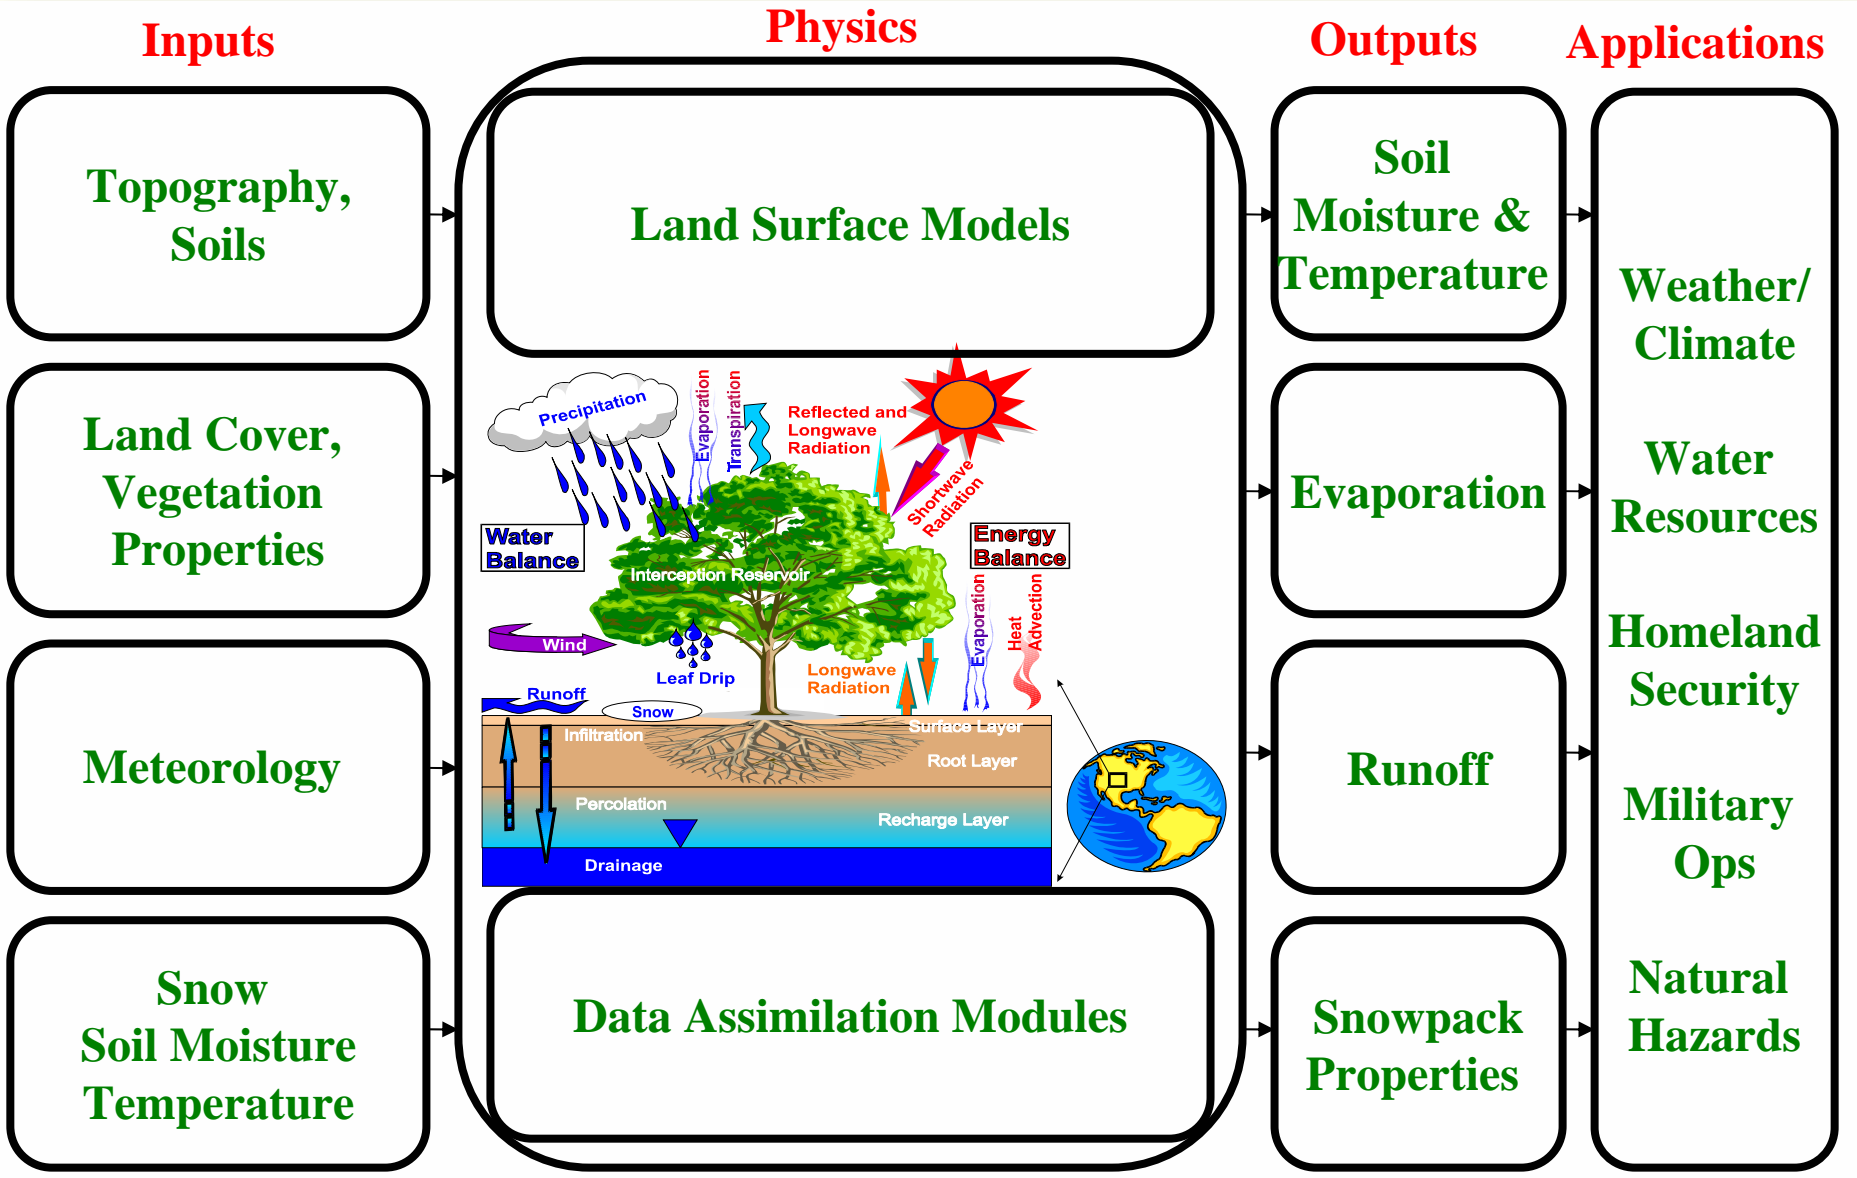 Inputs
Physics
Outputs
Applications
Topography,
Soils
Land Cover,
Vegetation
Properties
Meteorology
Snow
Soil Moisture
Temperature
Land Surface Models
Precipitation
Evaporation
Transpiration
Reflected and
Longwave
Radiation
Shortwave
Radiation
Water
Balance
Energy
Balance
Interception Reservoir
Wind
Leaf Drip
Longwave
Radiation
Evaporation
Heat
Advection
Runoff
Snow
Infiltration
Surface Layer
Root Layer
Percolation
Recharge Layer
Drainage
Data Assimilation Modules
Soil
Moisture &
Temperature
Evaporation
Runoff
Snowpack
Properties
Weather/
Climate
Water
Resources
Homeland
Security
Military
Ops
Natural
Hazards